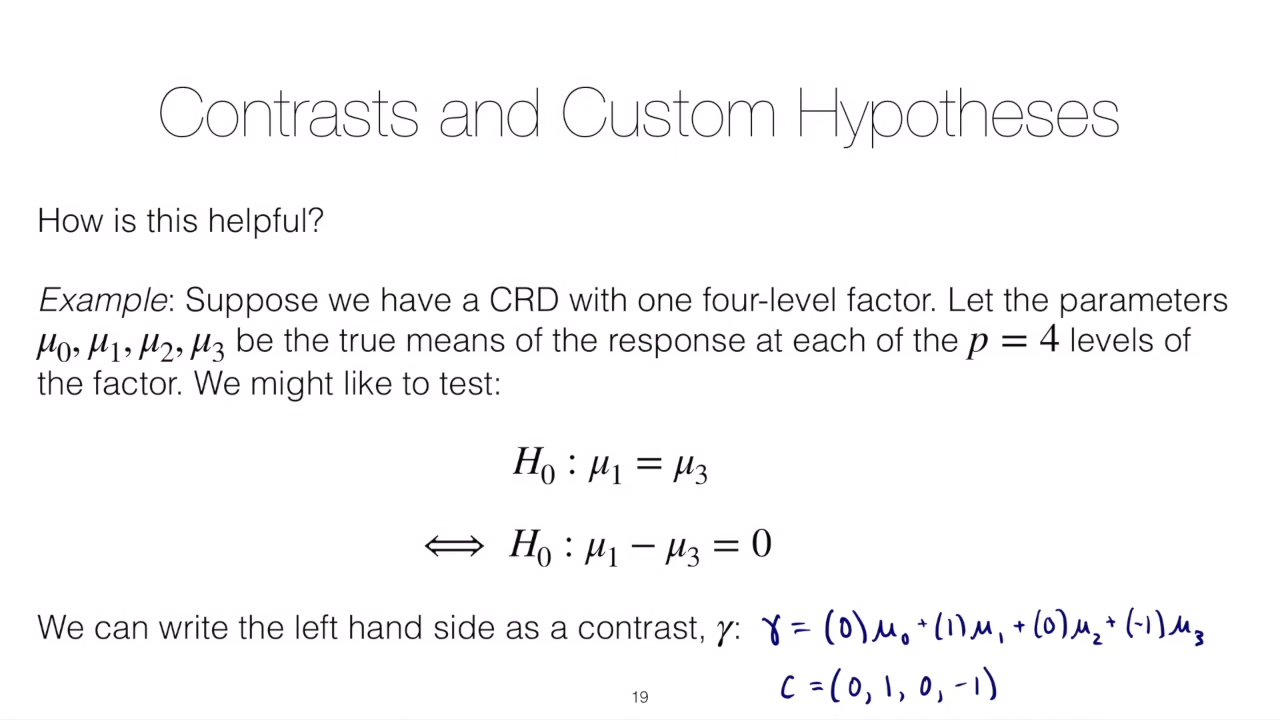 Contrasts and Custom Hypotheses
How is this helpful?
Example: Suppose we have a CRD with one four-level factor. Let the parameters
μ₀, μ₁, μ₂, μ₃ be the true means of the response at each of the p = 4 levels of
the factor. We might like to test:
H₀ : μ₁ = μ₃
⟺ H₀ : μ₁ − μ₃ = 0
We can write the left hand side as a contrast, γ: γ = (0)μ₀ + (1)μ₁ + (0)μ₂ + (-1)μ₃
C = (0, 1, 0, -1)
19